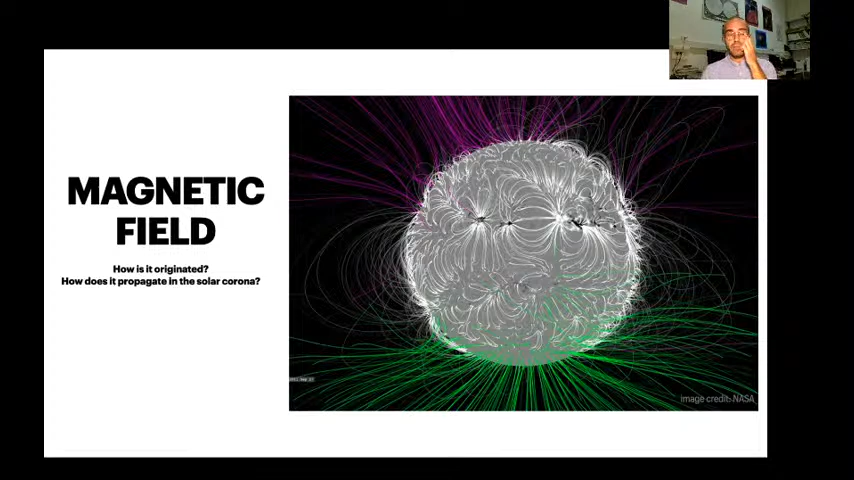 MAGNETIC
FIELD
How is it originated?
How does it propagate in the solar corona?
image credit: NASA